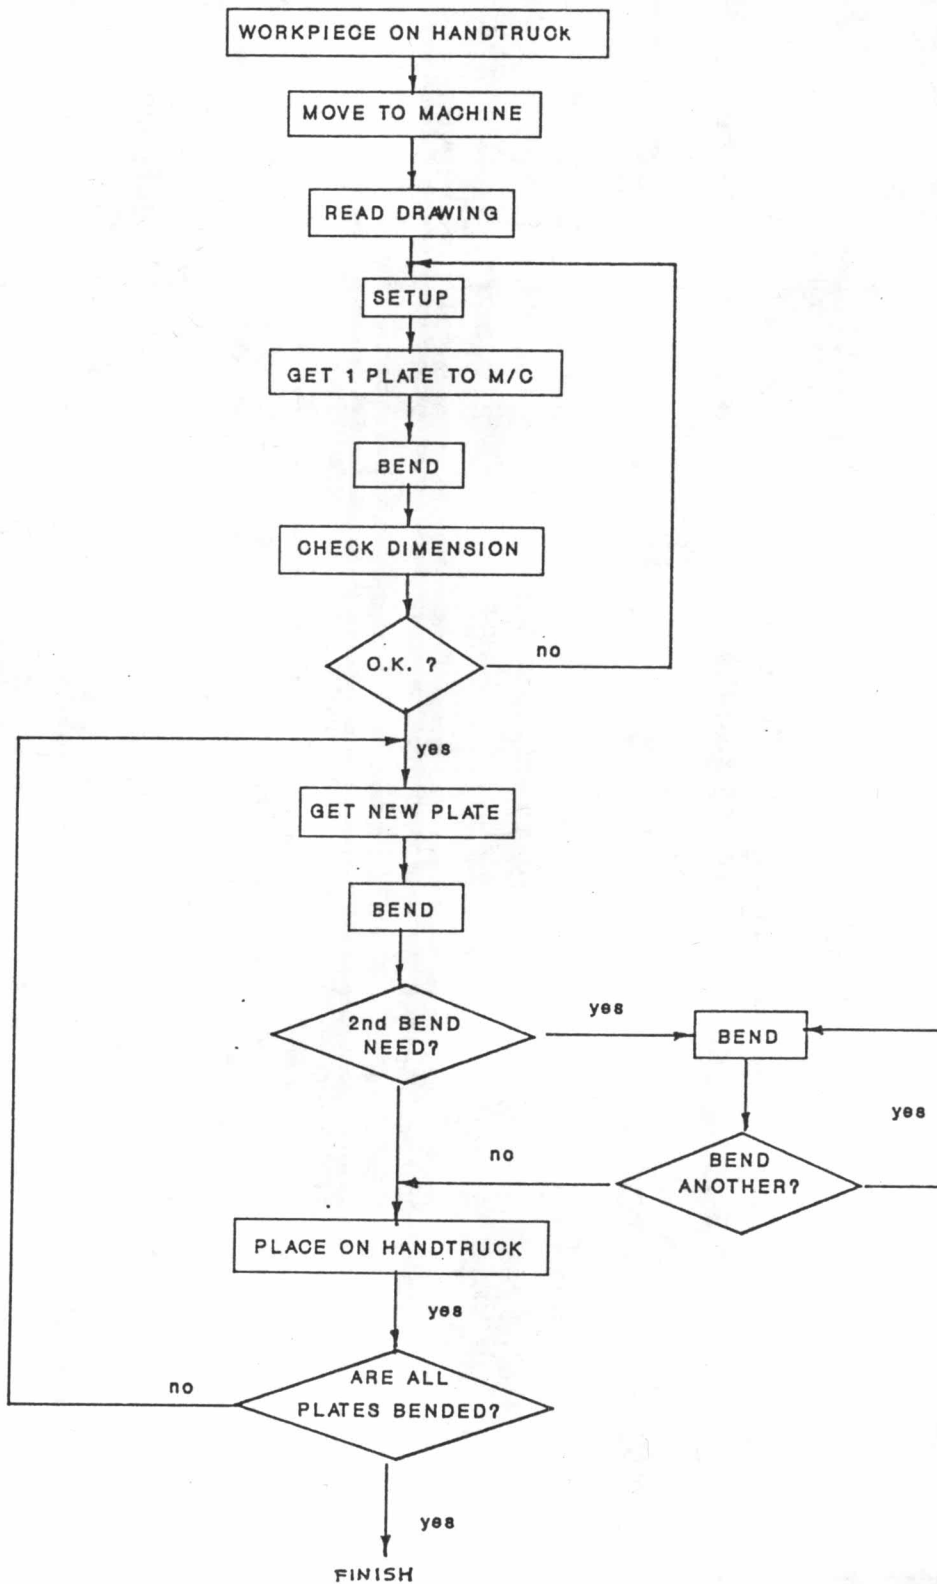 WORKPIECE ON HANDTRUCK
MOVE TO MACHINE
READ DRAWING
SETUP
GET 1 PLATE TO M/C
BEND
CHECK DIMENSION
O.K. ?
no
yes
GET NEW PLATE
BEND
2nd BEND
NEED?
yes
BEND
yes
BEND
ANOTHER?
no
PLACE ON HANDTRUCK
yes
ARE ALL
PLATES BENDED?
no
yes
FINISH